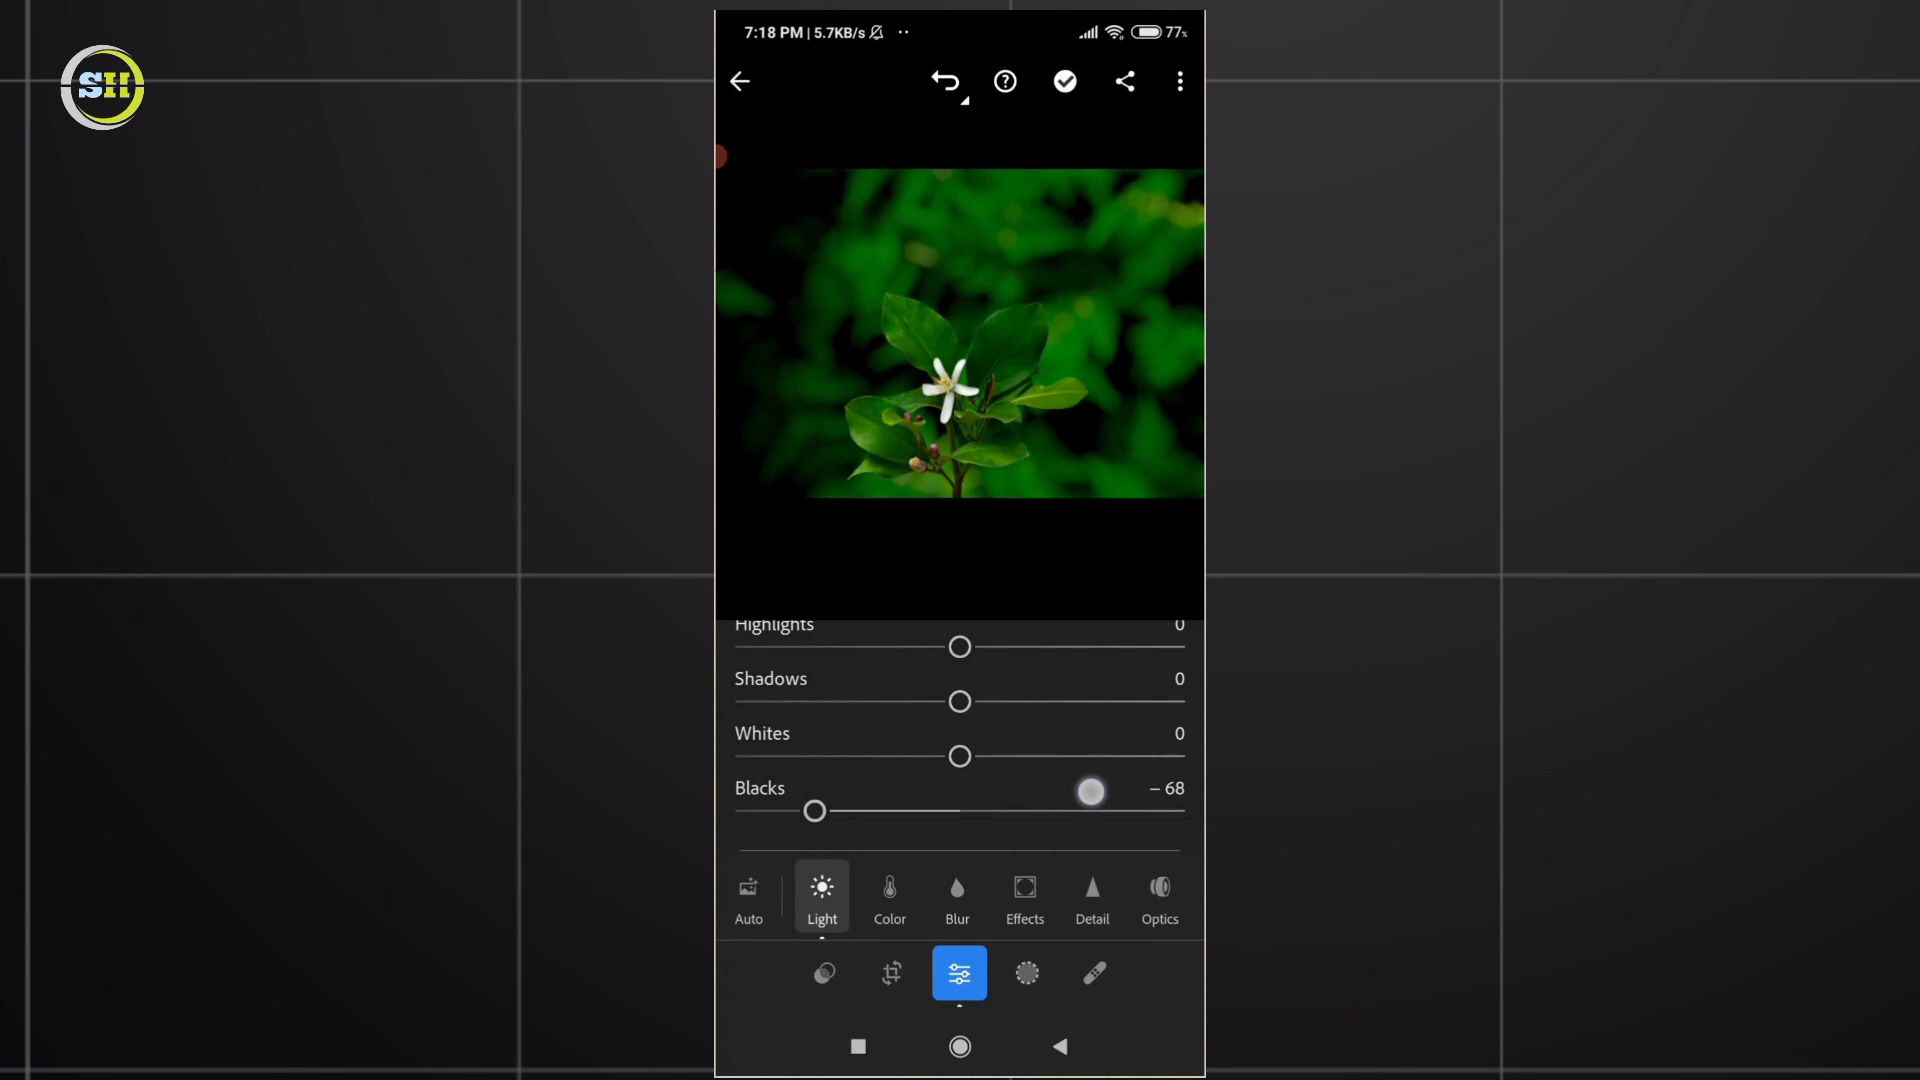 SH
7:18 PM | 5.7KB/s
77%
Highlights 0
Shadows 0
Whites 0
Blacks – 68
Auto Light Color Blur Effects Detail Optics